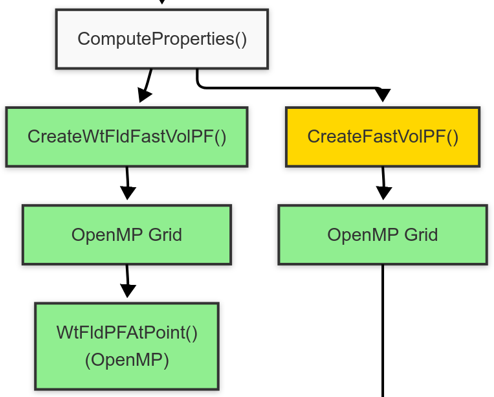 ComputeProperties()
CreateWtFldFastVolPF()
CreateFastVolPF()
OpenMP Grid
OpenMP Grid
WtFldPFAtPoint()
(OpenMP)